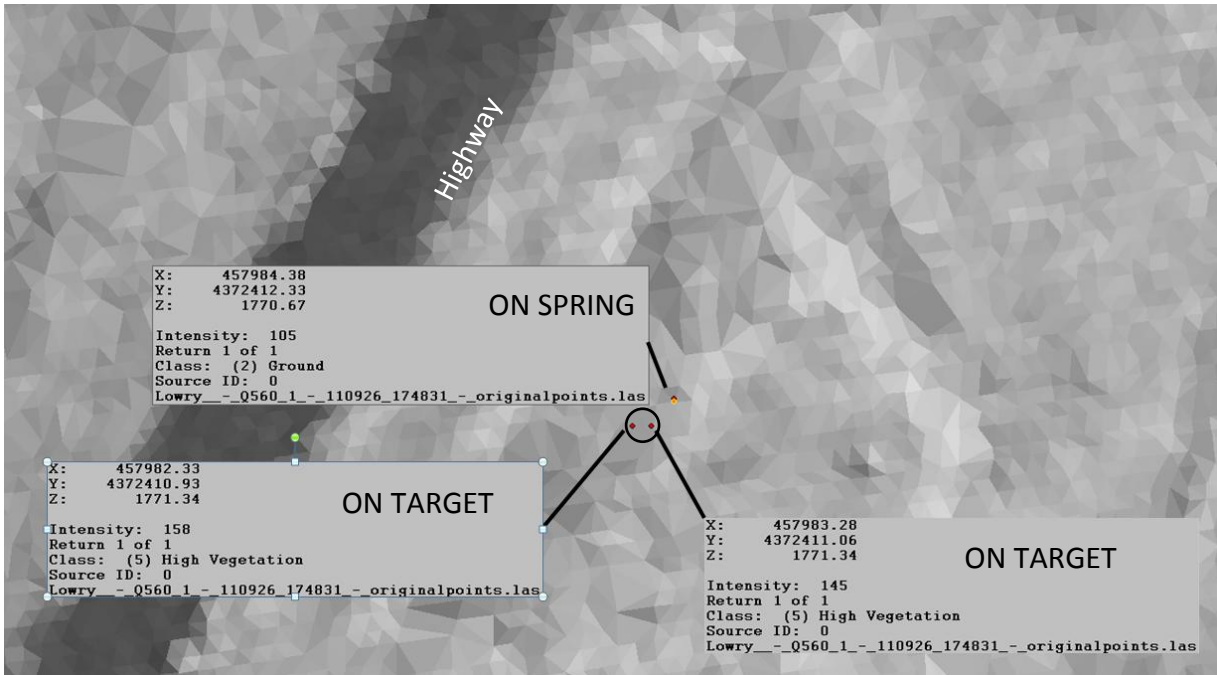 Highway
X: 457984.38
Y: 4372412.33
Z: 1770.67
ON SPRING
Intensity: 105
Return 1 of 1
Class: (2) Ground
Source ID: 0
Lowry__-_Q560_1_-_110926_174831_-_originalpoints.las
X: 457982.33
Y: 4372410.93
Z: 1771.34
ON TARGET
Intensity: 158
Return 1 of 1
Class: (5) High Vegetation
Source ID: 0
Lowry__-_Q560_1_-_110926_174831_-_originalpoints.las
X: 457983.28
Y: 4372411.06
Z: 1771.34
ON TARGET
Intensity: 145
Return 1 of 1
Class: (5) High Vegetation
Source ID: 0
Lowry__-_Q560_1_-_110926_174831_-_originalpoints.las